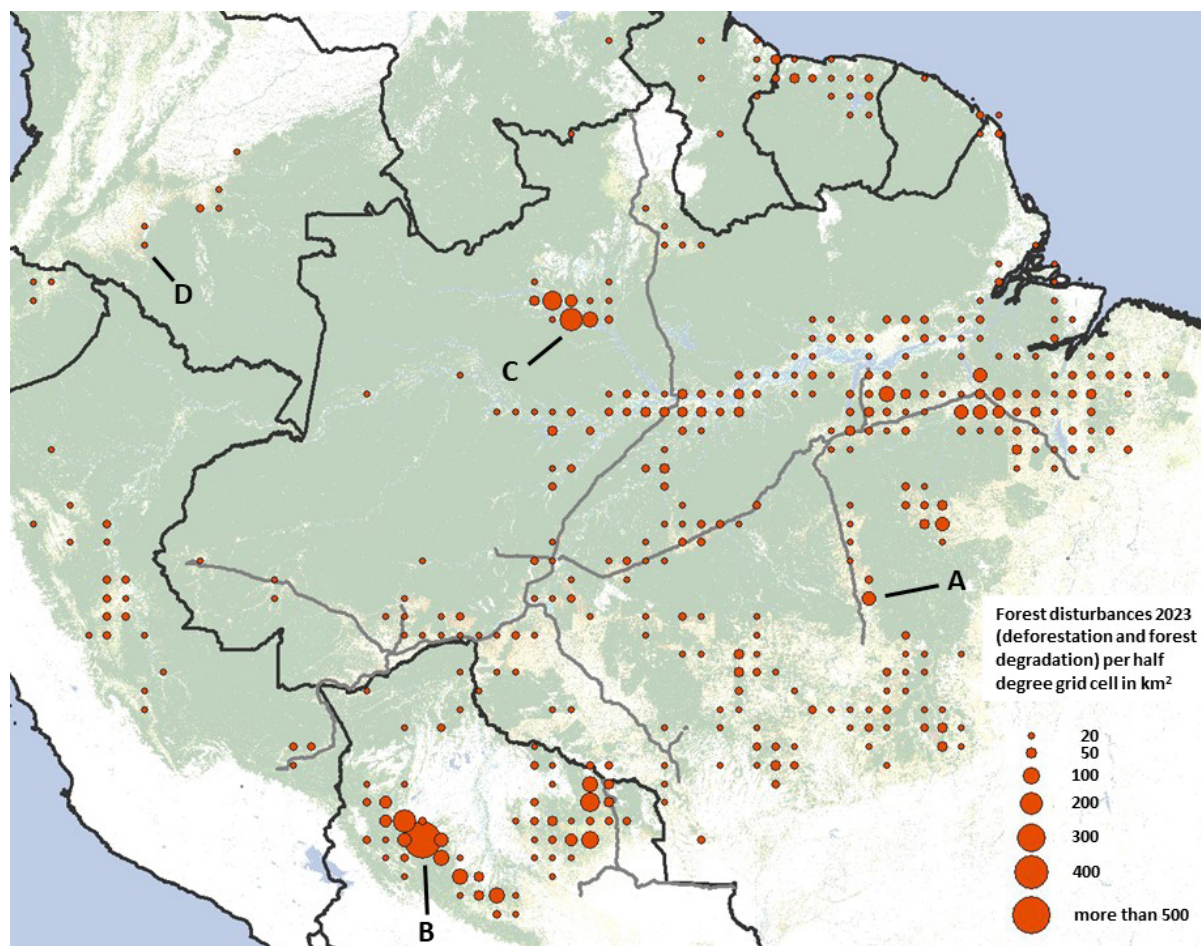 D
C
A
Forest disturbances 2023
(deforestation and forest
degradation) per half
degree grid cell in km²
20
50
100
200
300
400
more than 500
B